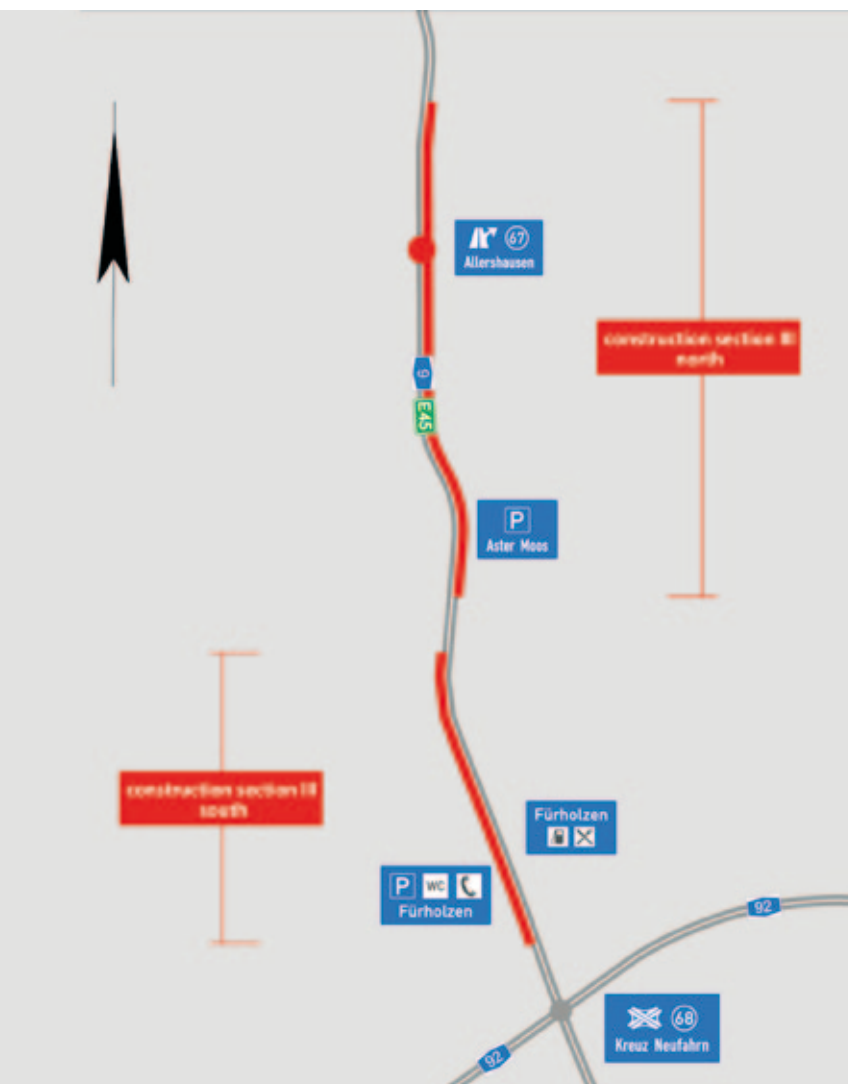 67
Allershausen
construction section III
north
9
E 45
P
Aster Moos
construction section III
south
Fürholzen
P WC
Fürholzen
92
68
Kreuz Neufahrn
92